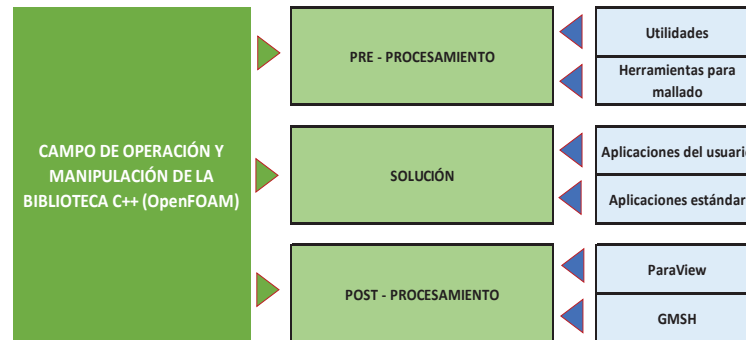 CAMPO DE OPERACIÓN Y
MANIPULACIÓN DE LA
BIBLIOTECA C++ (OpenFOAM)
PRE - PROCESAMIENTO
Utilidades
Herramientas para
mallado
SOLUCIÓN
Aplicaciones del usuario
Aplicaciones estándar
POST - PROCESAMIENTO
ParaView
GMSH